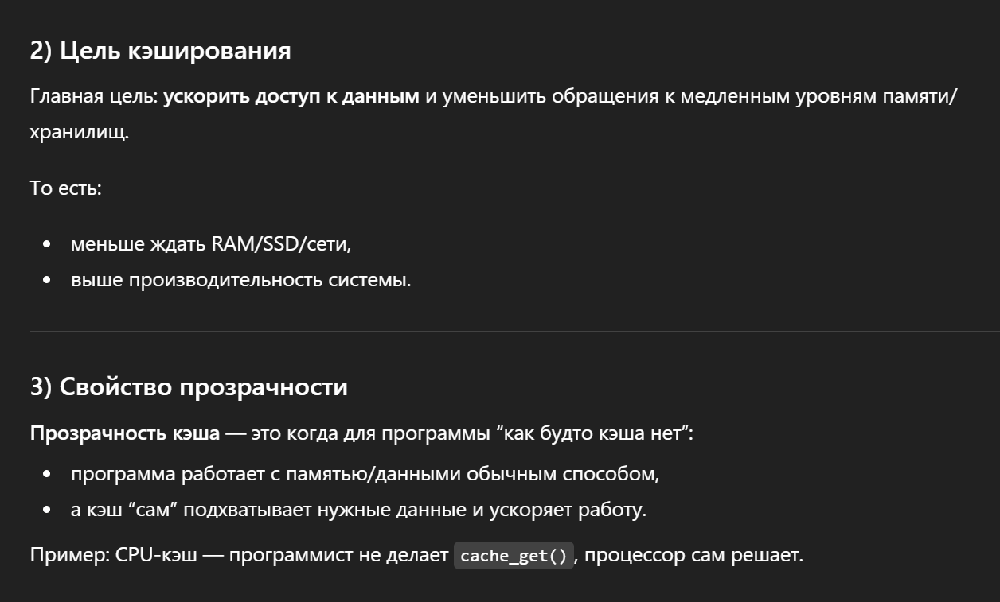 2) Цель кэширования
Главная цель: ускорить доступ к данным и уменьшить обращения к медленным уровням памяти/
хранилищ.
То есть:
• меньше ждать RAM/SSD/сети,
• выше производительность системы.
3) Свойство прозрачности
Прозрачность кэша — это когда для программы “как будто кэша нет”:
• программа работает с памятью/данными обычным способом,
• а кэш “сам” подхватывает нужные данные и ускоряет работу.
Пример: CPU-кэш — программист не делает cache_get(), процессор сам решает.